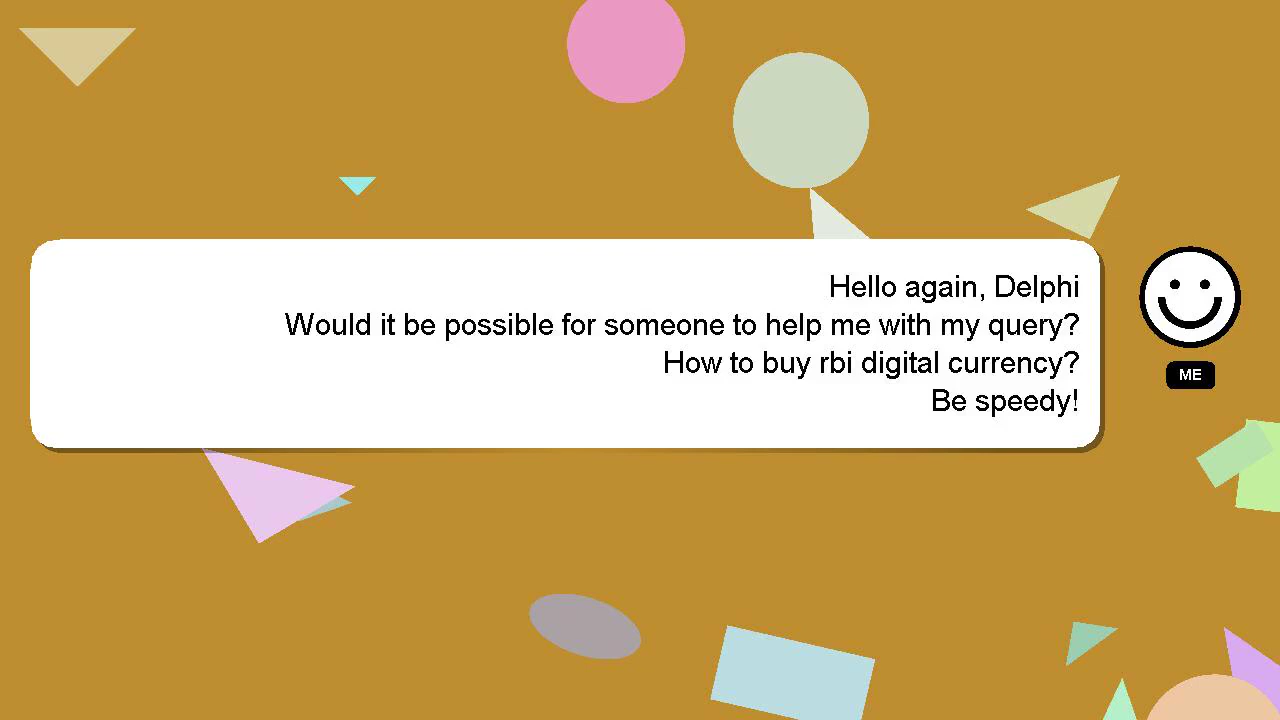 Hello again, Delphi
Would it be possible for someone to help me with my query?
How to buy rbi digital currency?
Be speedy!
ME